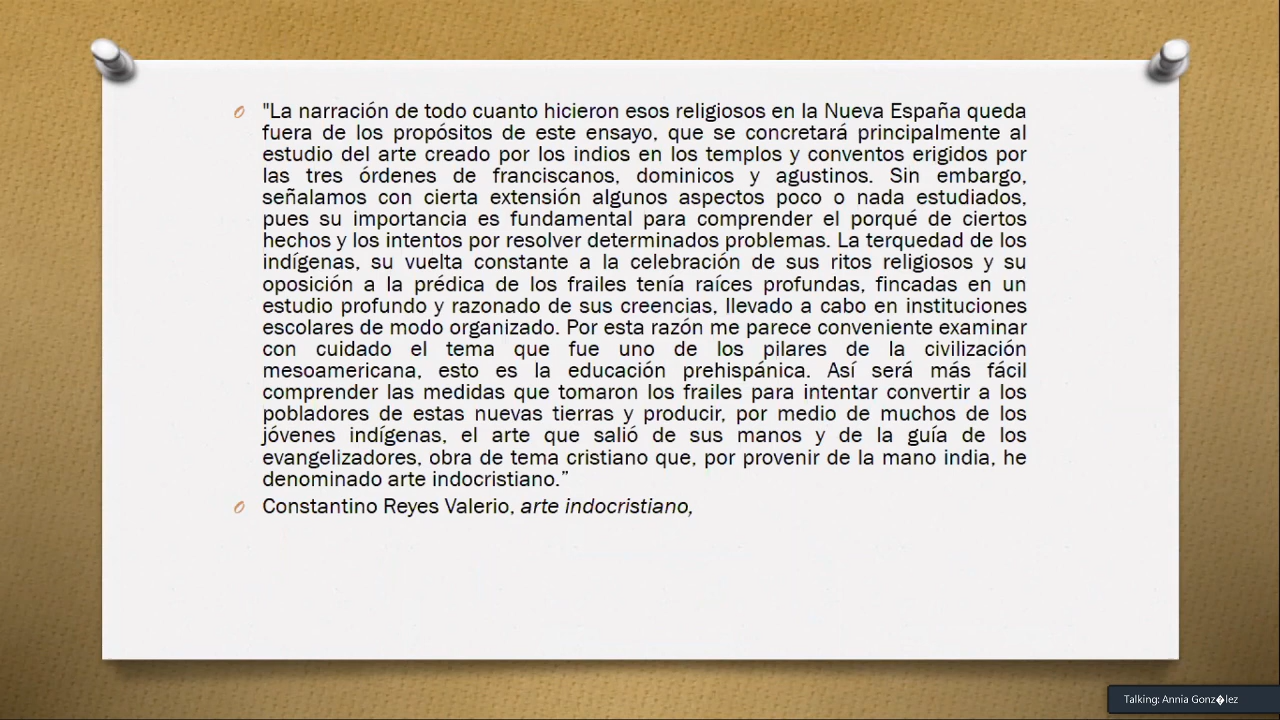 "La narración de todo cuanto hicieron esos religiosos en la Nueva España queda
fuera de los propósitos de este ensayo, que se concretará principalmente al
estudio del arte creado por los indios en los templos y conventos erigidos por
las tres órdenes de franciscanos, dominicos y agustinos. Sin embargo,
señalamos con cierta extensión algunos aspectos poco o nada estudiados,
pues su importancia es fundamental para comprender el porqué de ciertos
hechos y los intentos por resolver determinados problemas. La terquedad de los
indígenas, su vuelta constante a la celebración de sus ritos religiosos y su
oposición a la prédica de los frailes tenía raíces profundas, fincadas en un
estudio profundo y razonado de sus creencias, llevado a cabo en instituciones
escolares de modo organizado. Por esta razón me parece conveniente examinar
con cuidado el tema que fue uno de los pilares de la civilización
mesoamericana, esto es la educación prehispánica. Así será más fácil
comprender las medidas que tomaron los frailes para intentar convertir a los
pobladores de estas nuevas tierras y producir, por medio de muchos de los
jóvenes indígenas, el arte que salió de sus manos y de la guía de los
evangelizadores, obra de tema cristiano que, por provenir de la mano india, he
denominado arte indocristiano.”
Constantino Reyes Valerio, arte indocristiano,
Talking: Annia Gonz�lez